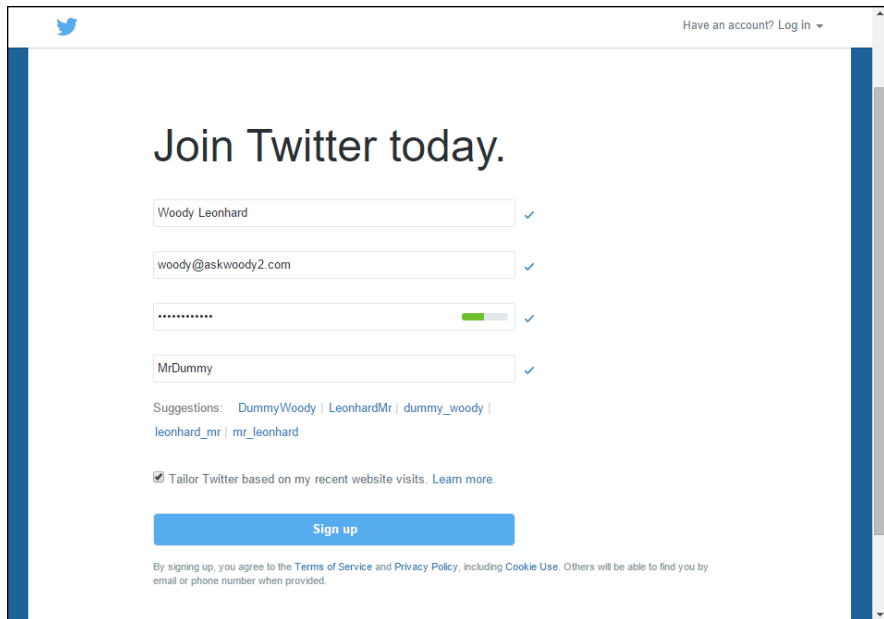 Have an account? Log in
Join Twitter today.
Woody Leonhard
woody@askwoody2.com
••••••••••••
MrDummy
Suggestions: DummyWoody | LeonhardMr | dummy_woody |
leonhard_mr | mr_leonhard
Tailor Twitter based on my recent website visits. Learn more.
Sign up
By signing up, you agree to the Terms of Service and Privacy Policy, including Cookie Use. Others will be able to find you by
email or phone number when provided.